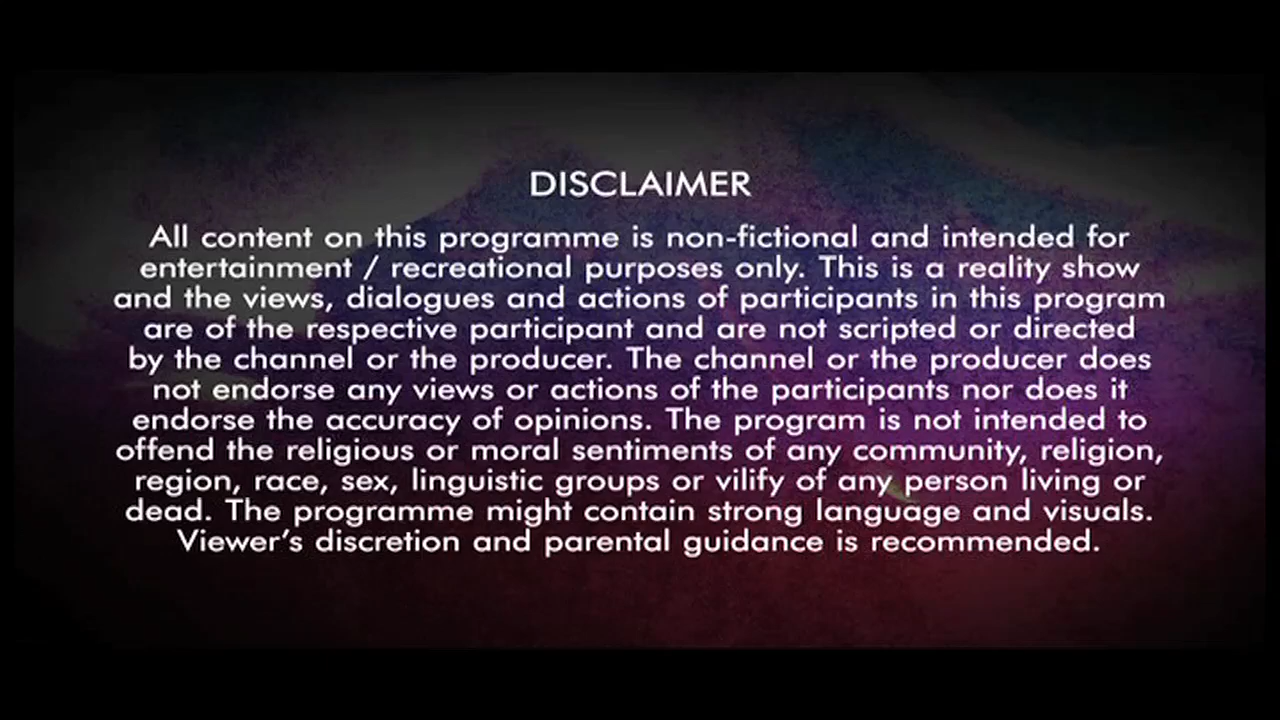 DISCLAIMER
All content on this programme is non-fictional and intended for
entertainment / recreational purposes only. This is a reality show
and the views, dialogues and actions of participants in this program
are of the respective participant and are not scripted or directed
by the channel or the producer. The channel or the producer does
not endorse any views or actions of the participants nor does it
endorse the accuracy of opinions. The program is not intended to
offend the religious or moral sentiments of any community, religion,
region, race, sex, linguistic groups or vilify of any person living or
dead. The programme might contain strong language and visuals.
Viewer's discretion and parental guidance is recommended.